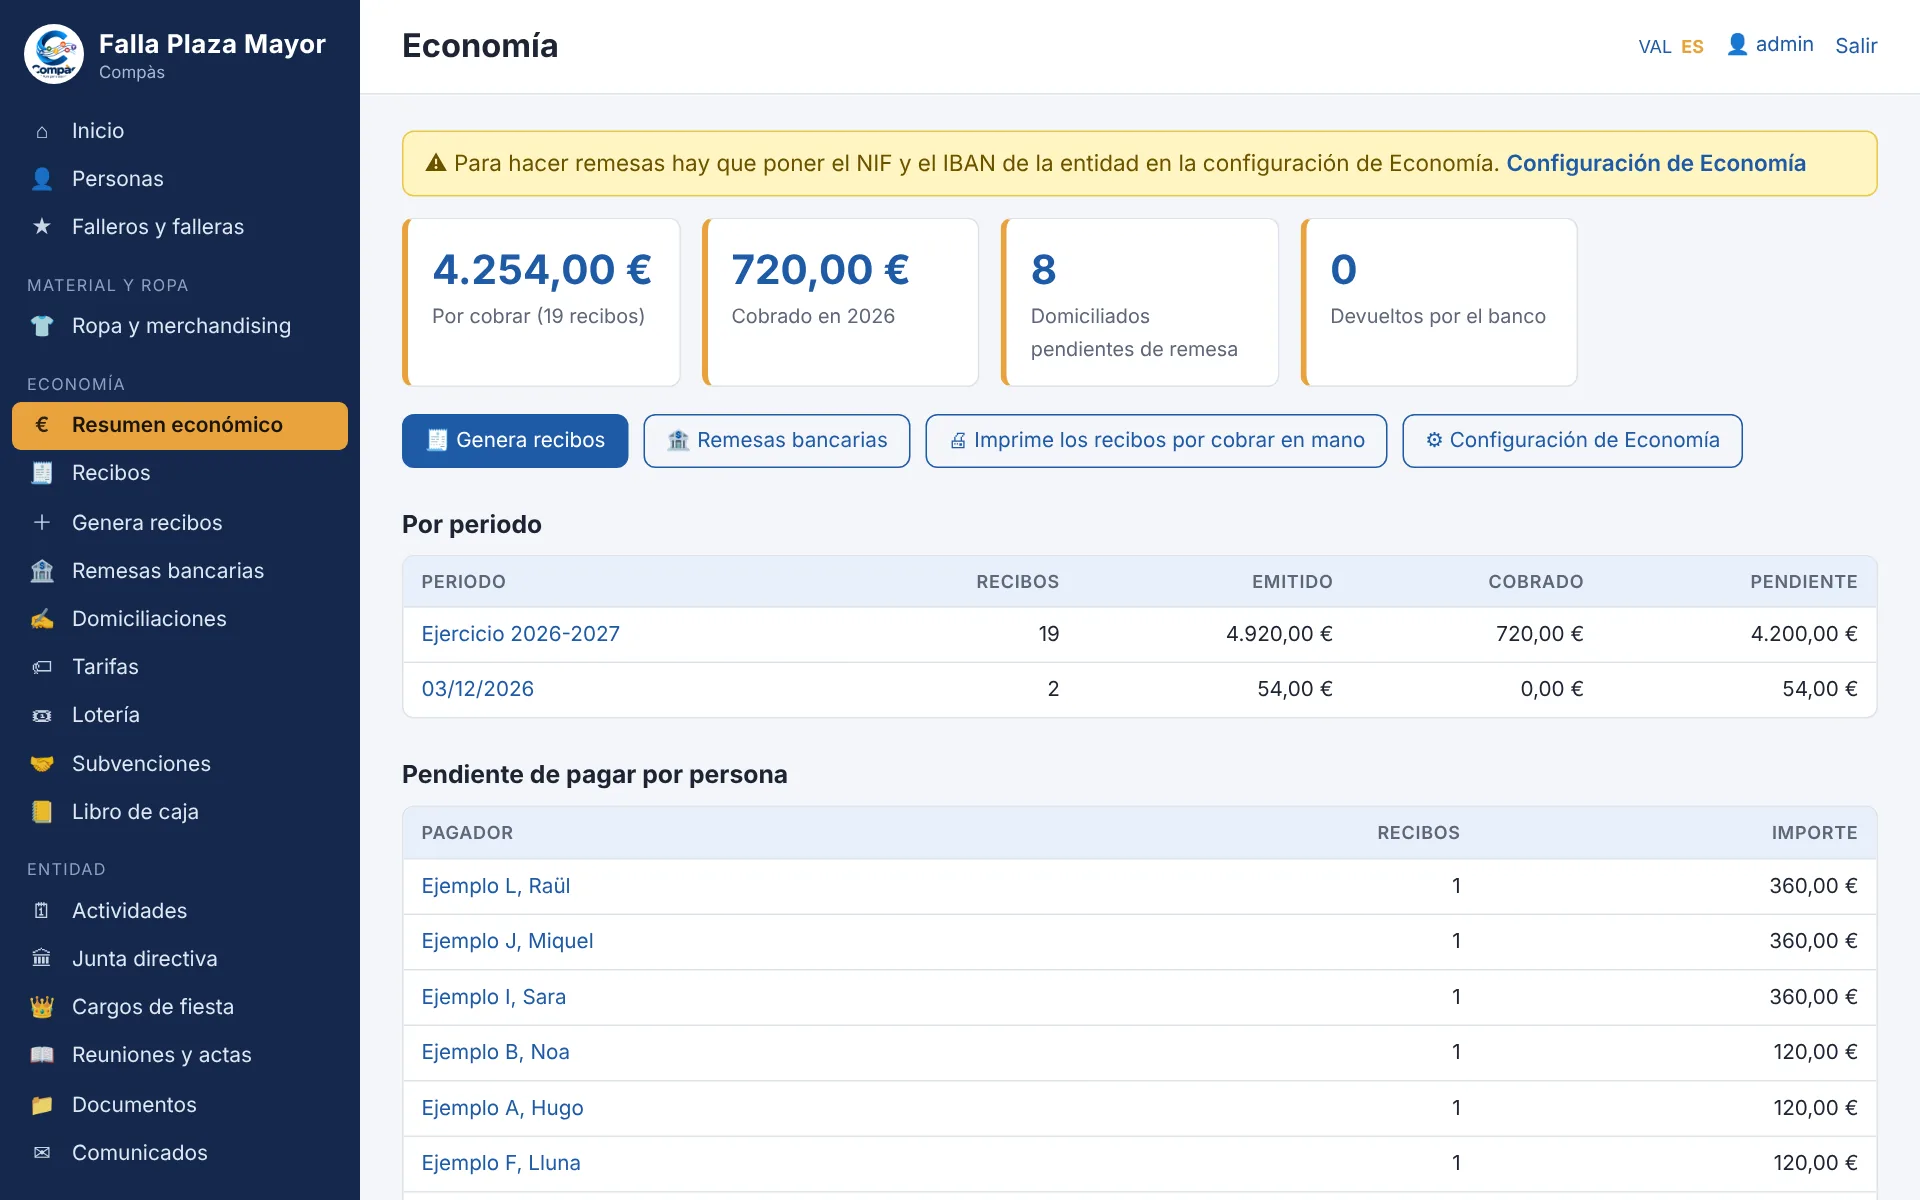 Falla Plaza Mayor
Compàs
Compàs
Inicio
Personas
Falleros y falleras
MATERIAL Y ROPA
Ropa y merchandising
ECONOMÍA
€ Resumen económico
Recibos
Genera recibos
Remesas bancarias
Domiciliaciones
Tarifas
Lotería
Subvenciones
Libro de caja
ENTIDAD
Actividades
Junta directiva
Cargos de fiesta
Reuniones y actas
Documentos
Comunicados
Economía
VAL ES admin Salir
Para hacer remesas hay que poner el NIF y el IBAN de la entidad en la configuración de Economía. Configuración de Economía
4.254,00 €
Por cobrar (19 recibos)
720,00 €
Cobrado en 2026
8
Domiciliados
pendientes de remesa
0
Devueltos por el banco
Genera recibos
Remesas bancarias
Imprime los recibos por cobrar en mano
Configuración de Economía
Por periodo
PERIODO RECIBOS EMITIDO COBRADO PENDIENTE
Ejercicio 2026-2027 19 4.920,00 € 720,00 € 4.200,00 €
03/12/2026 2 54,00 € 0,00 € 54,00 €
Pendiente de pagar por persona
PAGADOR RECIBOS IMPORTE
Ejemplo L, Raül 1 360,00 €
Ejemplo J, Miquel 1 360,00 €
Ejemplo I, Sara 1 360,00 €
Ejemplo B, Noa 1 120,00 €
Ejemplo A, Hugo 1 120,00 €
Ejemplo F, Lluna 1 120,00 €